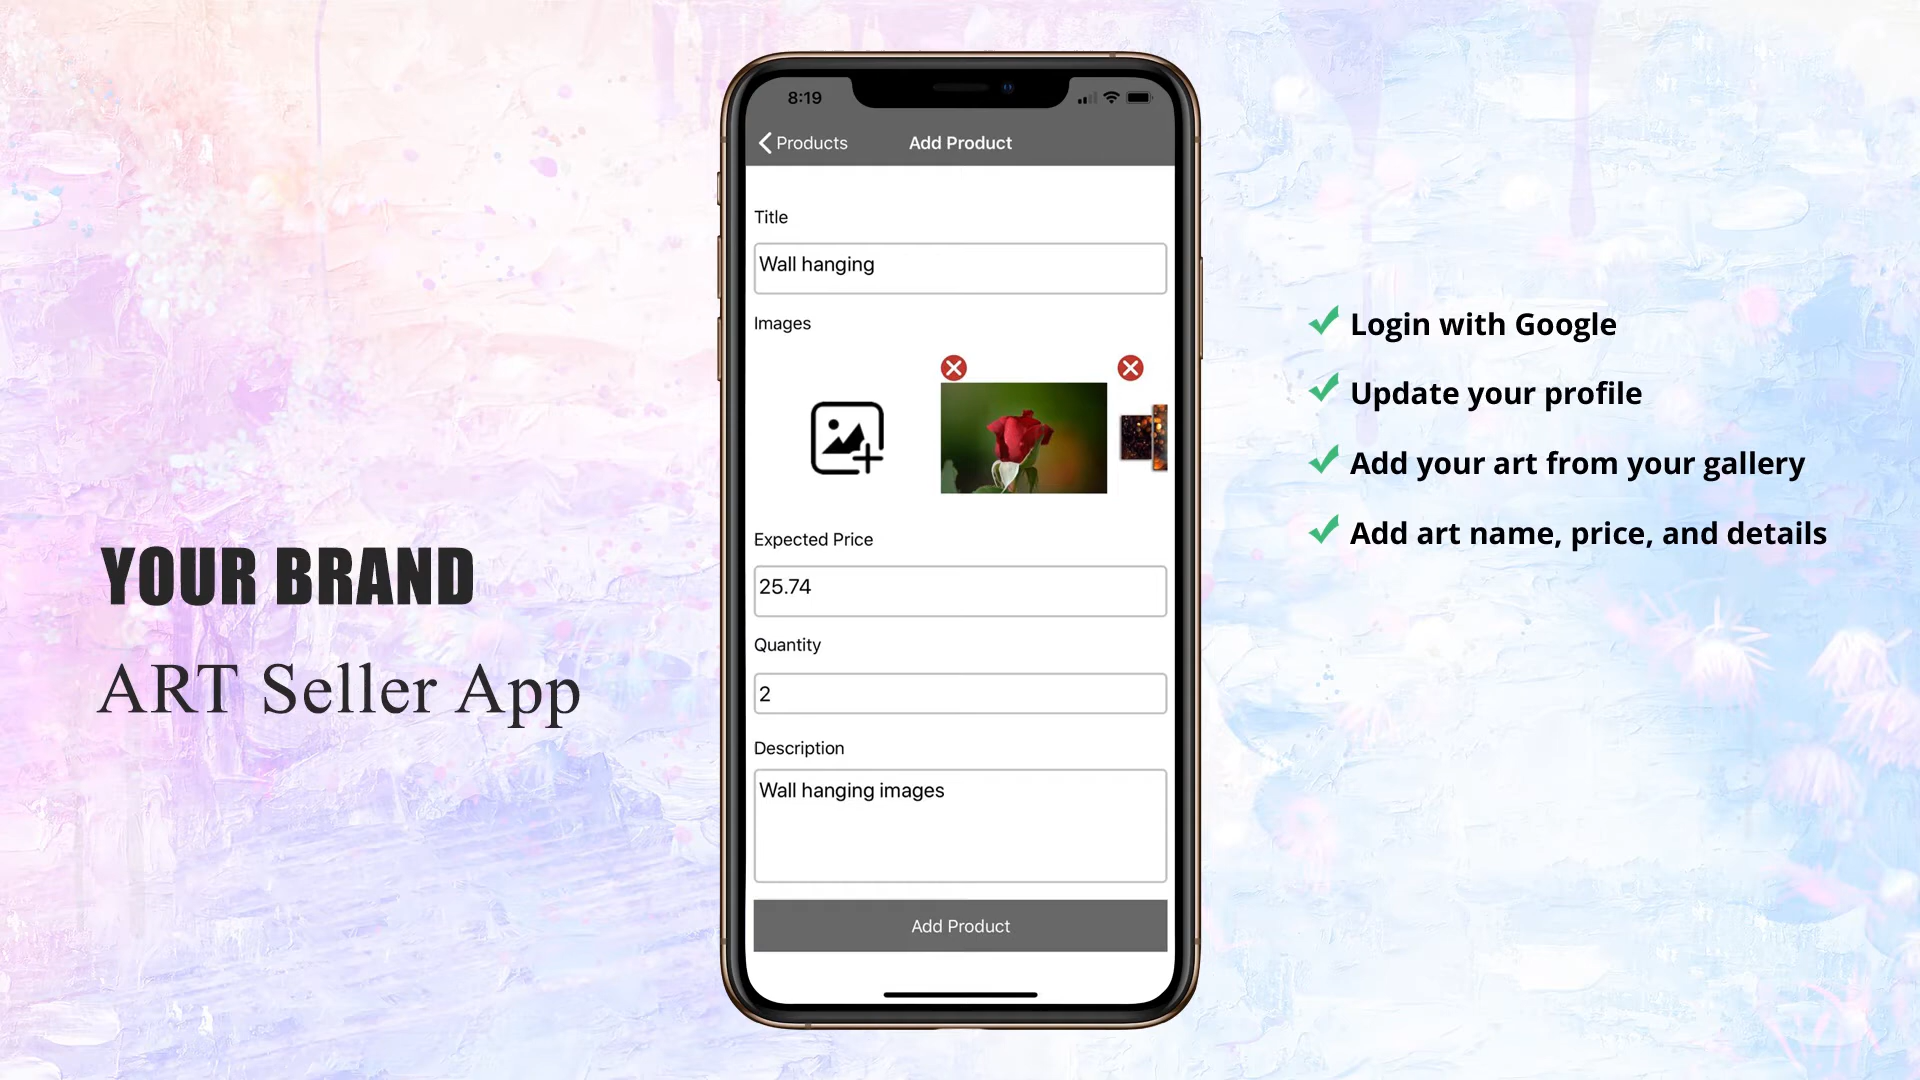 YOUR BRAND
ART Seller App
8:19
Products
Add Product
Title
Wall hanging
Images
Expected Price
25.74
Quantity
2
Description
Wall hanging images
Add Product
Login with Google
Update your profile
Add your art from your gallery
Add art name, price, and details